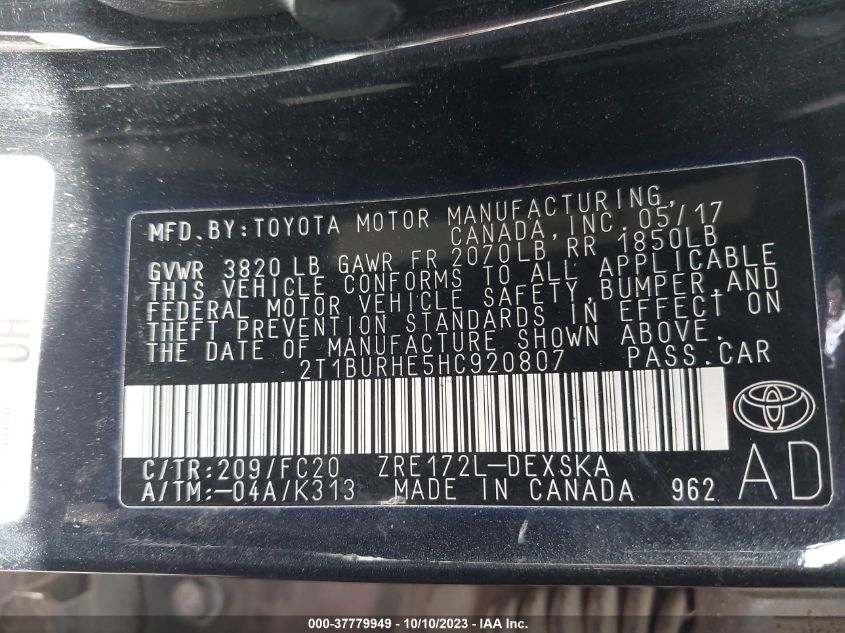 MFD.BY:TOYOTA MOTOR MANUFACTURING,
CANADA, INC. 05/17
GVWR 3820 LB GAWR FR 2070LB, RR 1850LB
THIS VEHICLE CONFORMS TO ALL APPLICABLE
FEDERAL MOTOR VEHICLE SAFETY, BUMPER, AND
THEFT PREVENTION STANDARDS IN EFFECT ON
THE DATE OF MANUFACTURE SHOWN ABOVE.
2T1BURHE5HC920807 PASS.CAR
C/TR:209/FC20 ZRE172L-DEXSKA
A/TM:-04A/K313 MADE IN CANADA 962
AD
000-37779949 | 10/10/2023 - IAA Inc.